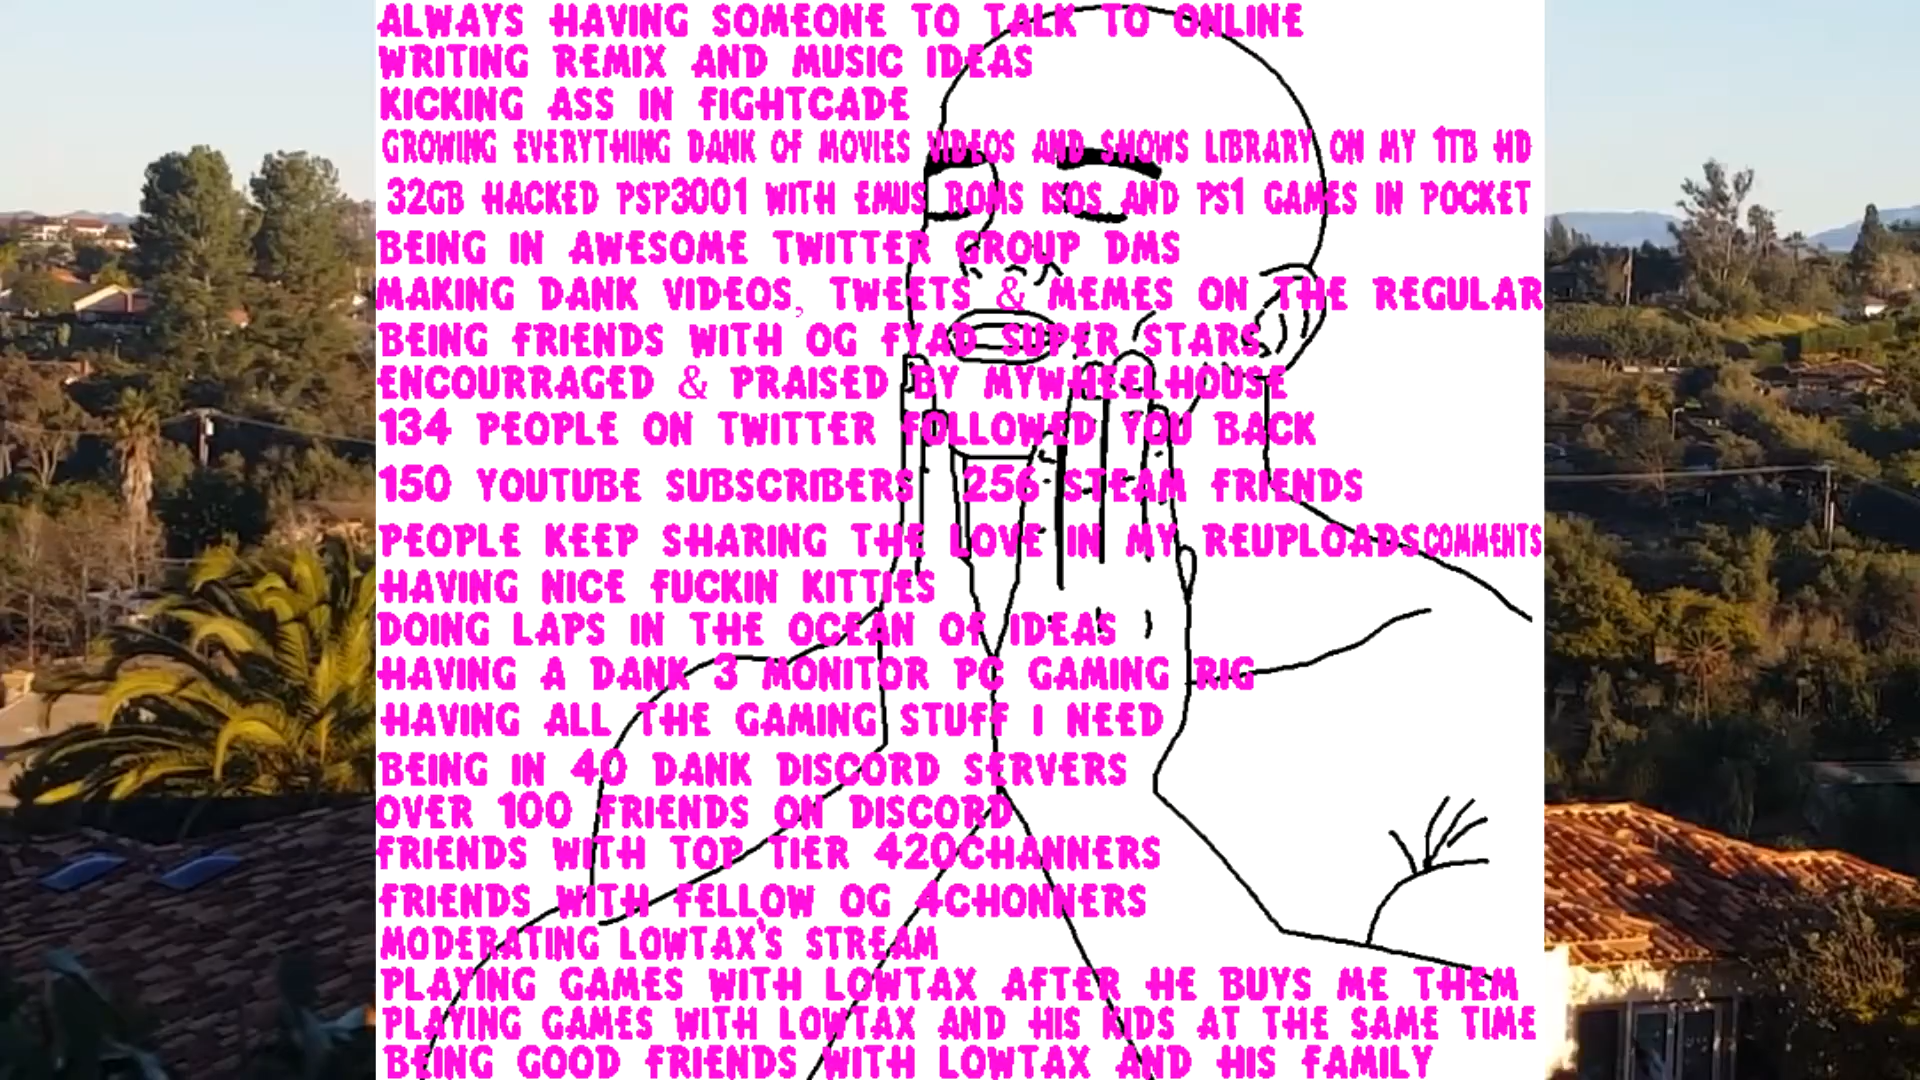 ALWAYS HAVING SOMEONE TO TALK TO ONLINE
WRITING REMIX AND MUSIC IDEAS
KICKING ASS IN FIGHTCADE
GROWING EVERYTHING DANK OF MOVIES VIDEOS AND SHOWS LIBRARY ON MY 1TB HD
32GB HACKED PSP3001 WITH EMUS ROMS ISOS AND PS1 GAMES IN POCKET
BEING IN AWESOME TWITTER GROUP DMS
MAKING DANK VIDEOS, TWEETS & MEMES ON THE REGULAR
BEING FRIENDS WITH OG FYAD SUPER STARS
ENCOURRAGED & PRAISED BY MYWHEELHOUSE
134 PEOPLE ON TWITTER FOLLOWED YOU BACK
150 YOUTUBE SUBSCRIBERS 256 STEAM FRIENDS
PEOPLE KEEP SHARING THE LOVE IN MY REUPLOADS COMMENTS
HAVING NICE FUCKIN KITTIES
DOING LAPS IN THE OCEAN OF IDEAS
HAVING A DANK 3 MONITOR PC GAMING RIG
HAVING ALL THE GAMING STUFF I NEED
BEING IN 40 DANK DISCORD SERVERS
OVER 100 FRIENDS ON DISCORD
FRIENDS WITH TOP TIER 420CHANNERS
FRIENDS WITH FELLOW OG 4CHONNERS
MODERATING LOWTAX'S STREAM
PLAYING GAMES WITH LOWTAX AFTER HE BUYS ME THEM
PLAYING GAMES WITH LOWTAX AND HIS KIDS AT THE SAME TIME
BEING GOOD FRIENDS WITH LOWTAX AND HIS FAMILY